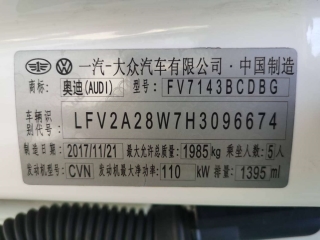 一汽-大众汽车有限公司·中国制造
商标: 奥迪(AUDI) 型号: FV7143BCDBG
车辆识别代号: LFV2A28W7H3096674
制造日期: 2017/11/21 最大允许总质量: 1985kg 乘坐人数: 5人
发动机型号: CVN 发动机最大净功率: 110 kW 排量: 1395 ml